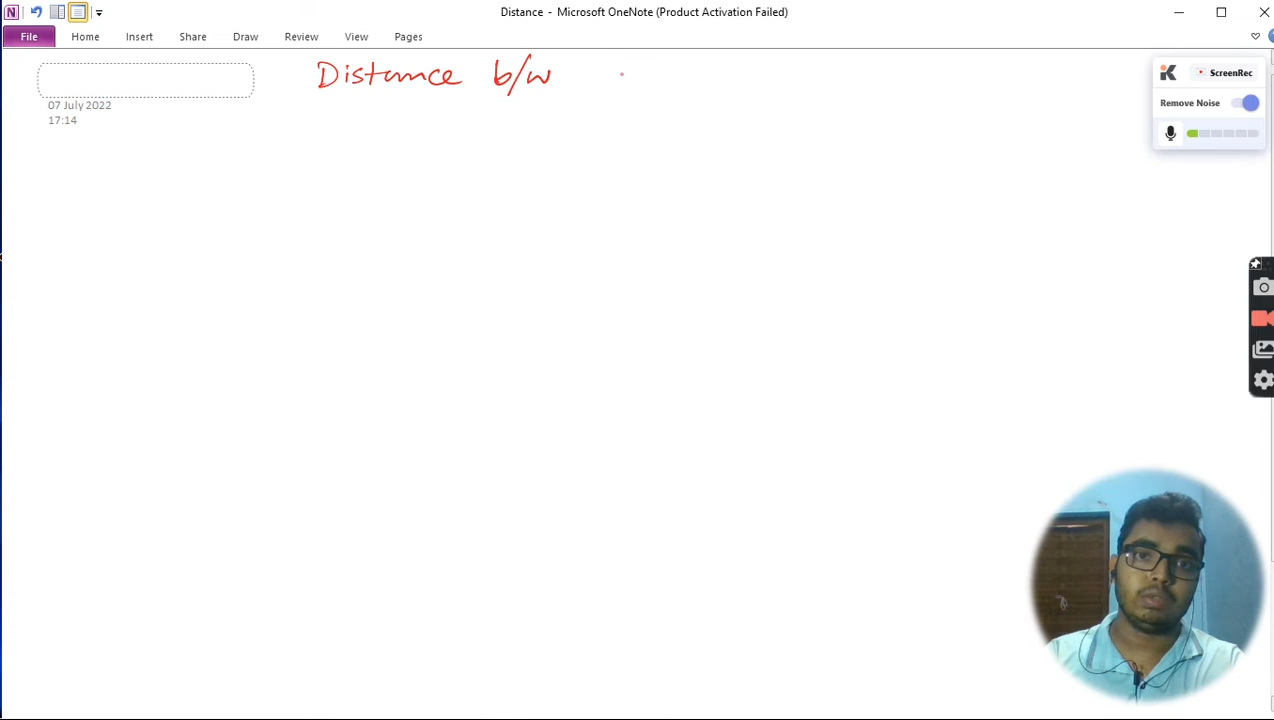 Distance - Microsoft OneNote (Product Activation Failed)
File Home Insert Share Draw Review View Pages
Distance b/w
07 July 2022
17:14
ScreenRec
Remove Noise